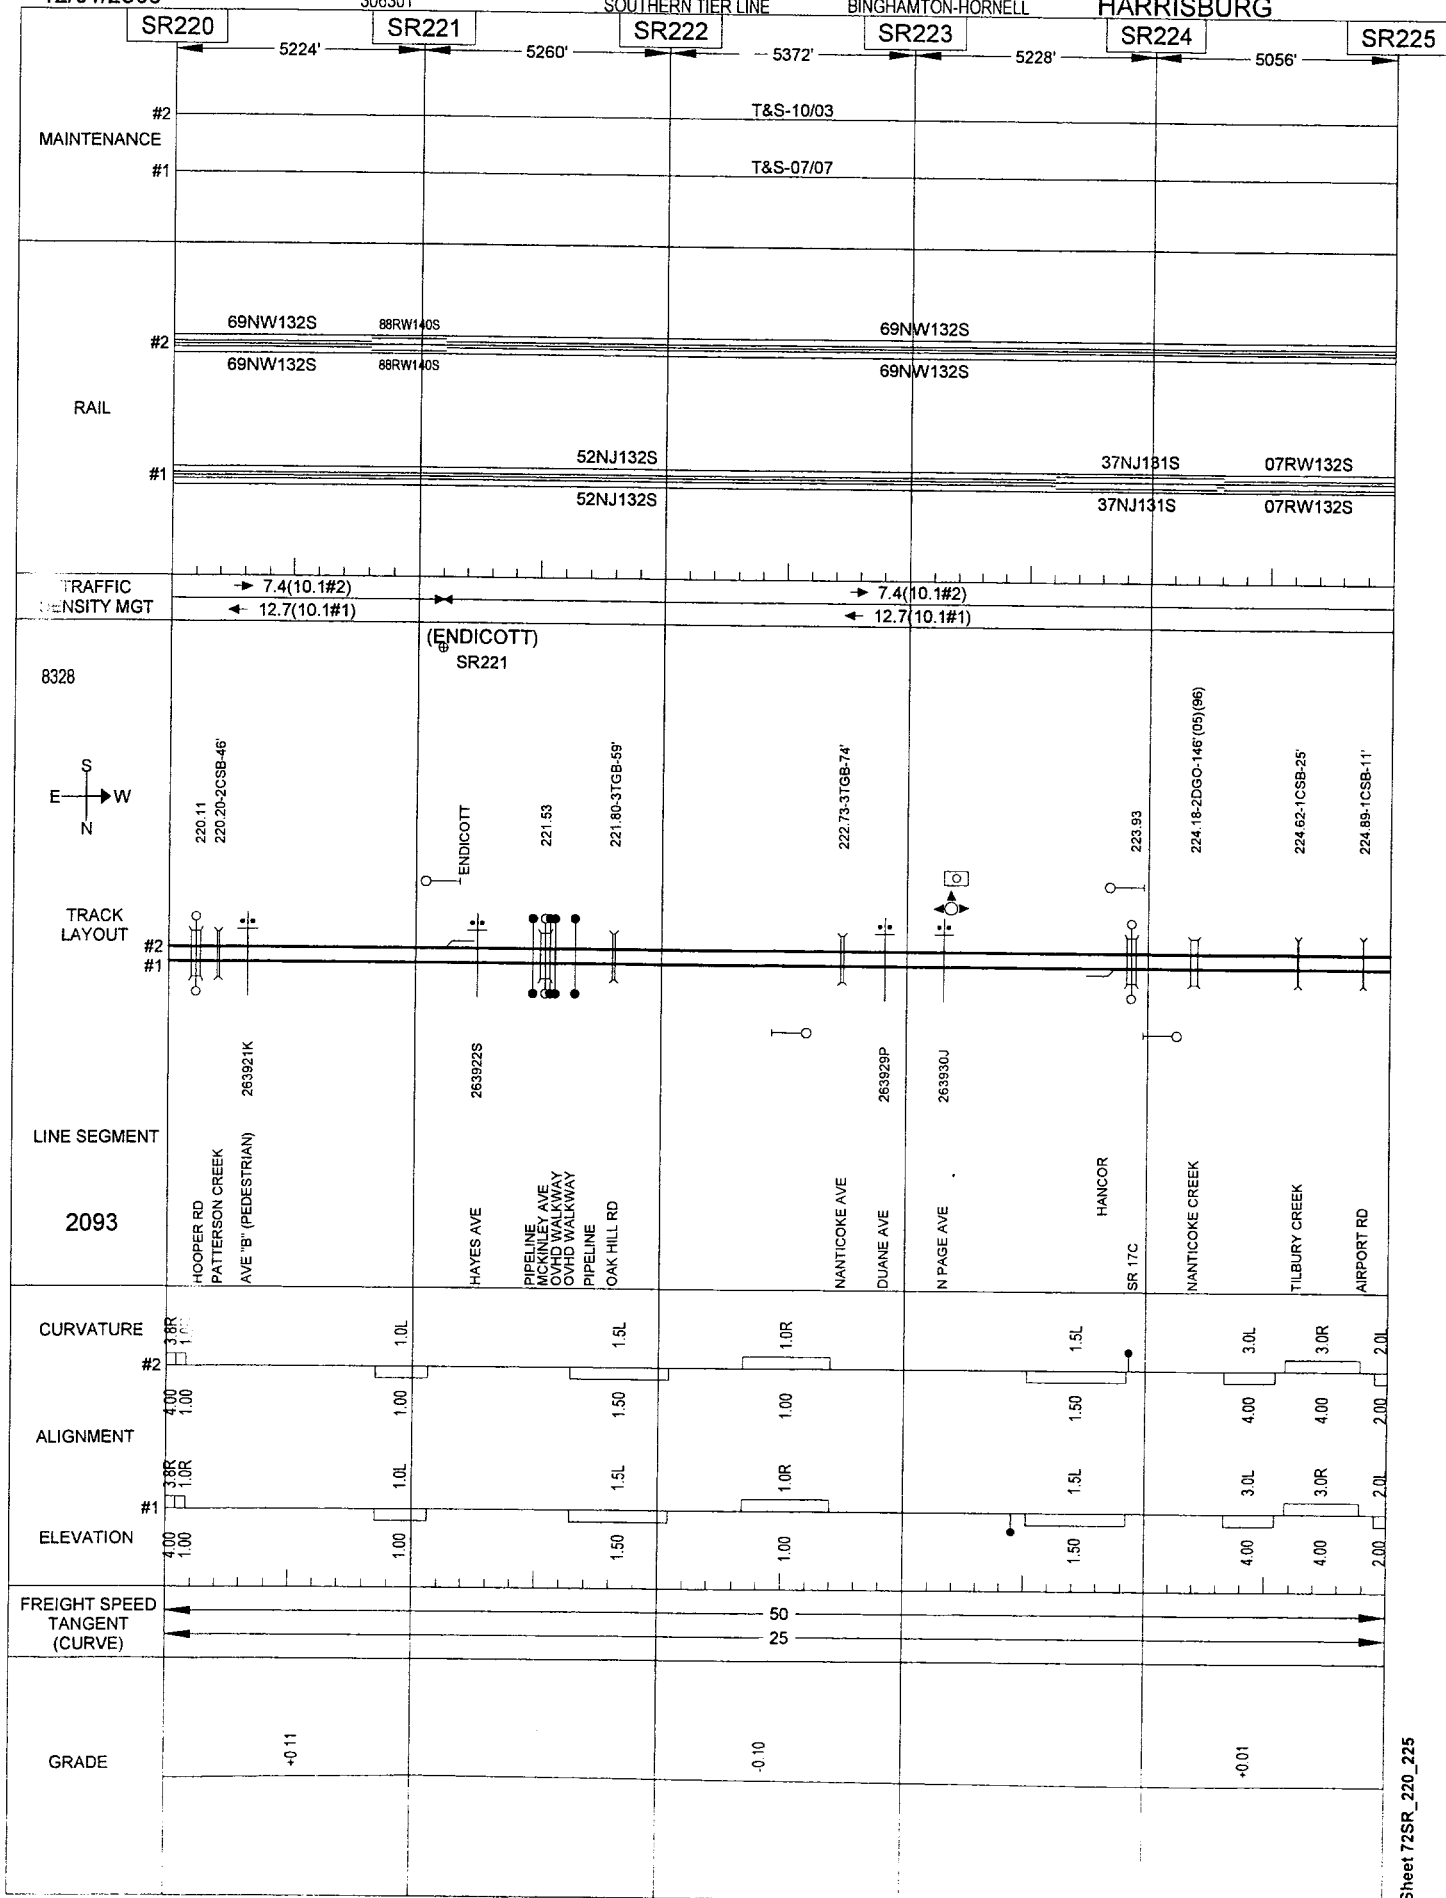 306301 SOUTHERN TIER LINE BINGHAMTON-HORNELL HARRISBURG
SR220 SR221 SR222 SR223 SR224 SR225
5224' 5260' 5372' 5228' 5056'
#2 T&S-10/03
MAINTENANCE
#1 T&S-07/07
69NW132S 88RW140S 69NW132S
#2
69NW132S 88RW140S 69NW132S
RAIL
52NJ132S 37NJ131S 07RW132S
#1
52NJ132S 37NJ131S 07RW132S
TRAFFIC
DENSITY MGT
7.4(10.1#2) 7.4(10.1#2)
12.7(10.1#1) 12.7(10.1#1)
(ENDICOTT)
SR221
8328
S
E W
N
220.11
220.20-2CSB-46'
ENDICOTT
221.53
221.80-3TGB-59'
222.73-3TGB-74'
223.93
224.18-2DGO-146'(05)(96)
224.62-1CSB-25'
224.89-1CSB-11'
TRACK
LAYOUT
#2
#1
263921K
263922S
263929P
263930J
LINE SEGMENT
2093
HOOPER RD
PATTERSON CREEK
AVE "B" (PEDESTRIAN)
HAYES AVE
PIPELINE
MCKINLEY AVE
OVHD WALKWAY
OVHD WALKWAY
PIPELINE
OAK HILL RD
NANTICOKE AVE
DUANE AVE
N PAGE AVE
HANCOR
SR 17C
NANTICOKE CREEK
TILBURY CREEK
AIRPORT RD
CURVATURE
3.8R 1.0L 1.5L 1.0R 1.5L 3.0L 3.0R 2.0L
#2
4.00 1.00 1.00 1.50 1.00 1.50 4.00 4.00 2.00
ALIGNMENT
3.8R 1.0R 1.0L 1.5L 1.0R 1.5L 3.0L 3.0R 2.0L
#1
ELEVATION
4.00 1.00 1.00 1.50 1.00 1.50 4.00 4.00 2.00
FREIGHT SPEED
TANGENT
(CURVE)
50
25
GRADE
+0.11 -0.10 +0.01
Sheet 72SR_220_225